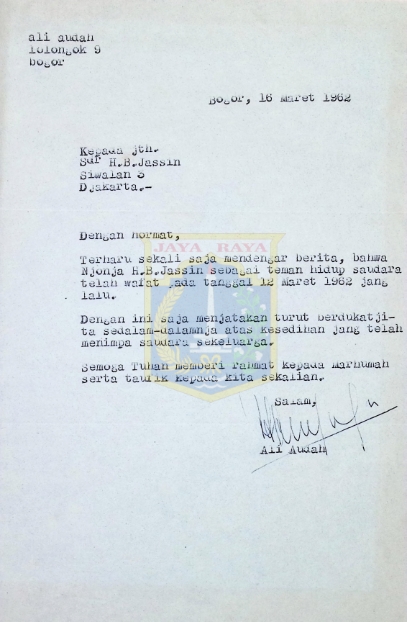 ali audah
lolongok 9
bogor
Bogor, 16 Maret 1962
Kepada jth.
Sdr H.B.Jassin
Siwalan 3
Djakarta.-
Dengan hormat,
JAYA RAYA
Terharu sekali saja mendengar berita, bahwa
Njonja H.B.Jassin sebagai teman hidup saudara
telah wafat pada tanggal 12 Maret 1962 jang
lalu.
Dengan ini saja menjatakan turut berdukatji-
ta sedalam-dalamnja atas kesedihan jang telah
menimpa saudara sekeluarga.
Semoga Tuhan memberi rahmat kepada marhumah
serta taufik kepada kita sekalian.
Salam,
Ali Audah